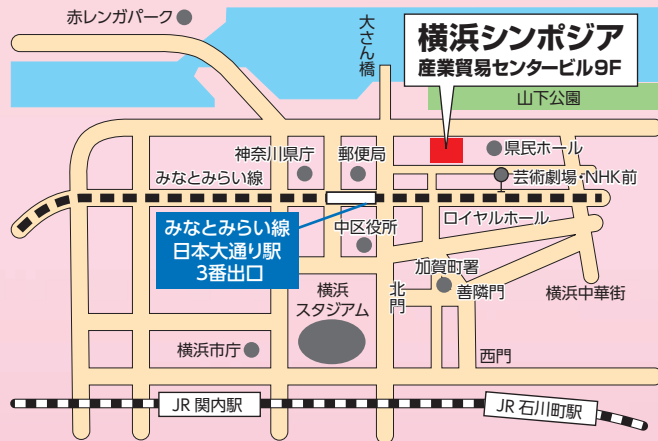 赤レンガパーク
大さん橋
横浜シンポジア
産業貿易センタービル9F
山下公園
神奈川県庁
郵便局
県民ホール
みなとみらい線
芸術劇場・NHK前
みなとみらい線
日本大通り駅
3番出口
中区役所
ロイヤルホール
加賀町署
北門
善隣門
横浜中華街
横浜
スタジアム
横浜市庁
西門
JR 関内駅
JR 石川町駅